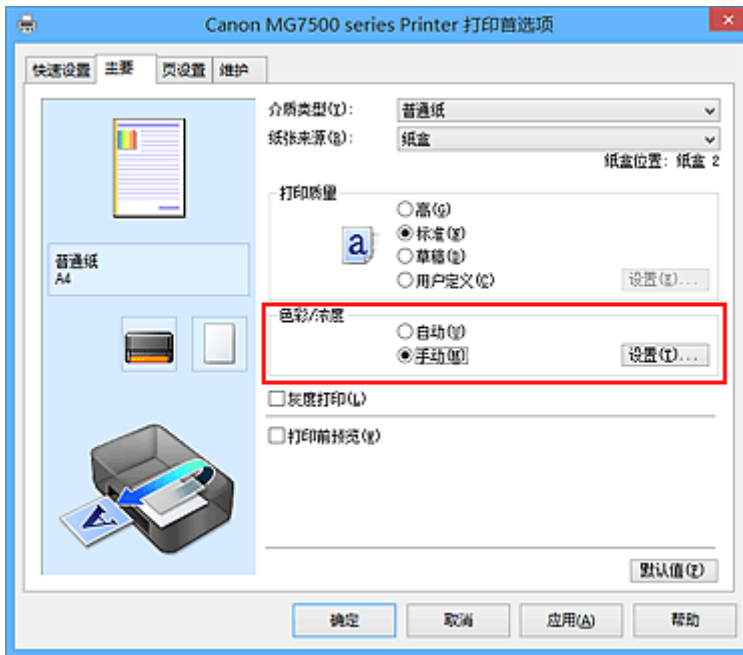 Canon MG7500 series Printer 打印首选项
快速设置 主要 页设置 维护
介质类型(Y): 普通纸
纸张来源(R): 纸盒
纸盒位置: 纸盒 2
打印质量
高(G)
标准(X)
草稿(D)
用户定义(C) 设置(E)...
普通纸
A4
色彩/浓度
自动(U)
手动(M) 设置(T)...
灰度打印(L)
打印前预览(W)
默认值(F)
确定 取消 应用(A) 帮助